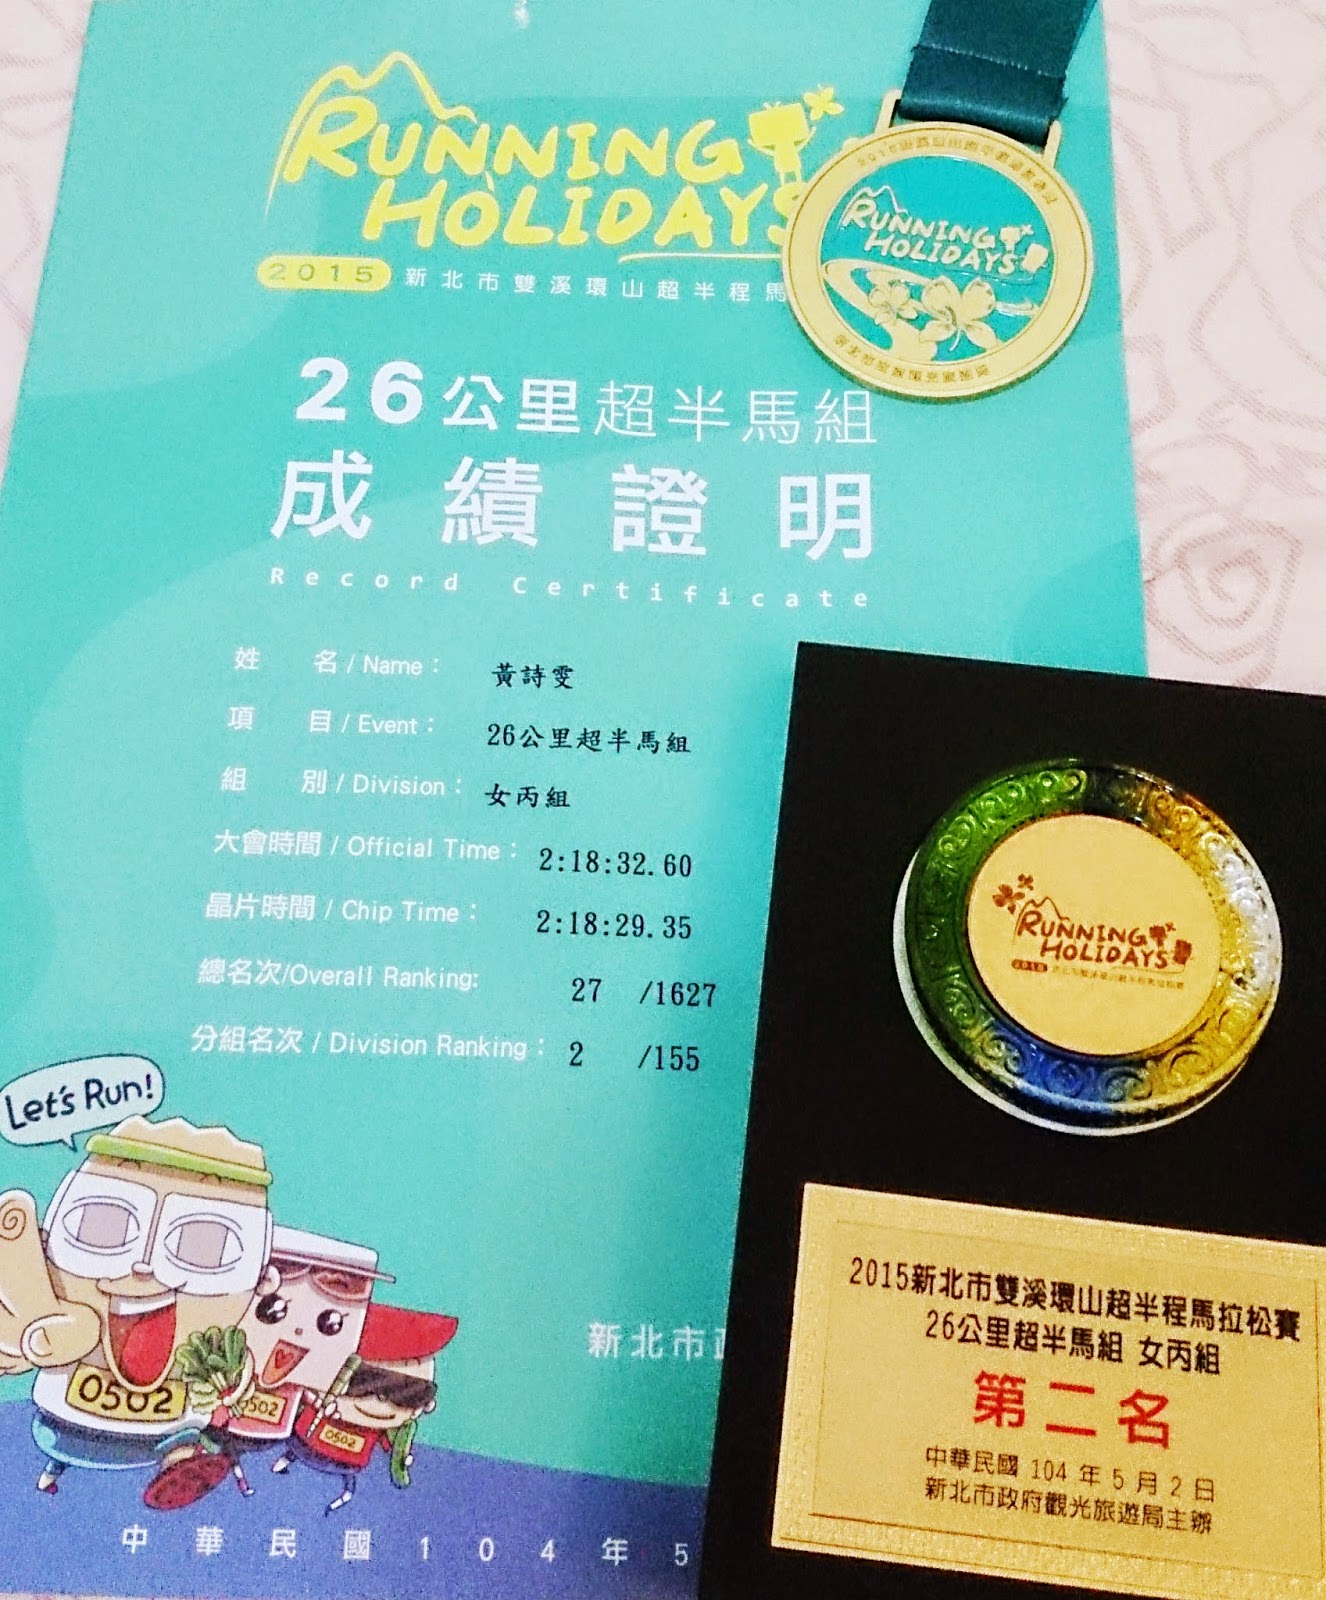 RUNNING
HOLIDAYS
2015 新北市雙溪環山超半程馬
26公里超半馬組
成績證明
Record Certificate
姓 名 / Name： 黃詩雯
項 目 / Event： 26公里超半馬組
組 別 / Division： 女丙組
大會時間 / Official Time： 2:18:32.60
晶片時間 / Chip Time： 2:18:29.35
總名次/Overall Ranking: 27 /1627
分組名次 / Division Ranking： 2 /155
Let's Run!
0502
0502
0502
新北市
中華民國104年5
RUNNING
HOLIDAYS
RUNNING
HOLIDAYS
2015新北市雙溪環山超半程馬拉松賽
26公里超半馬組 女丙組
第二名
中華民國 104 年 5 月 2 日
新北市政府觀光旅遊局主辦